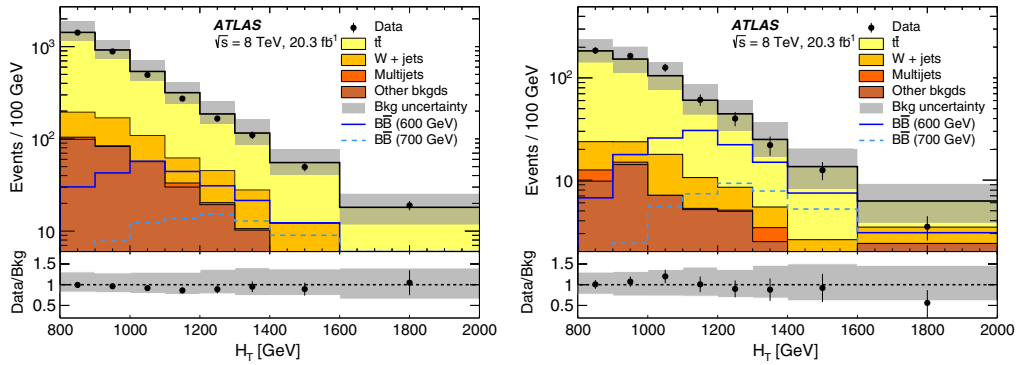 ATLAS
√s = 8 TeV, 20.3 fb⁻¹
Data
tt̄
W + jets
Multijets
Other bkgds
Bkg uncertainty
BB̄ (600 GeV)
BB̄ (700 GeV)
Events / 100 GeV
10³
10²
10
Data/Bkg
1.5
1
0.5
800 1000 1200 1400 1600 1800 2000
H_T [GeV]
ATLAS
√s = 8 TeV, 20.3 fb⁻¹
Data
tt̄
W + jets
Multijets
Other bkgds
Bkg uncertainty
BB̄ (600 GeV)
BB̄ (700 GeV)
Events / 100 GeV
10²
10
Data/Bkg
1.5
1
0.5
800 1000 1200 1400 1600 1800 2000
H_T [GeV]